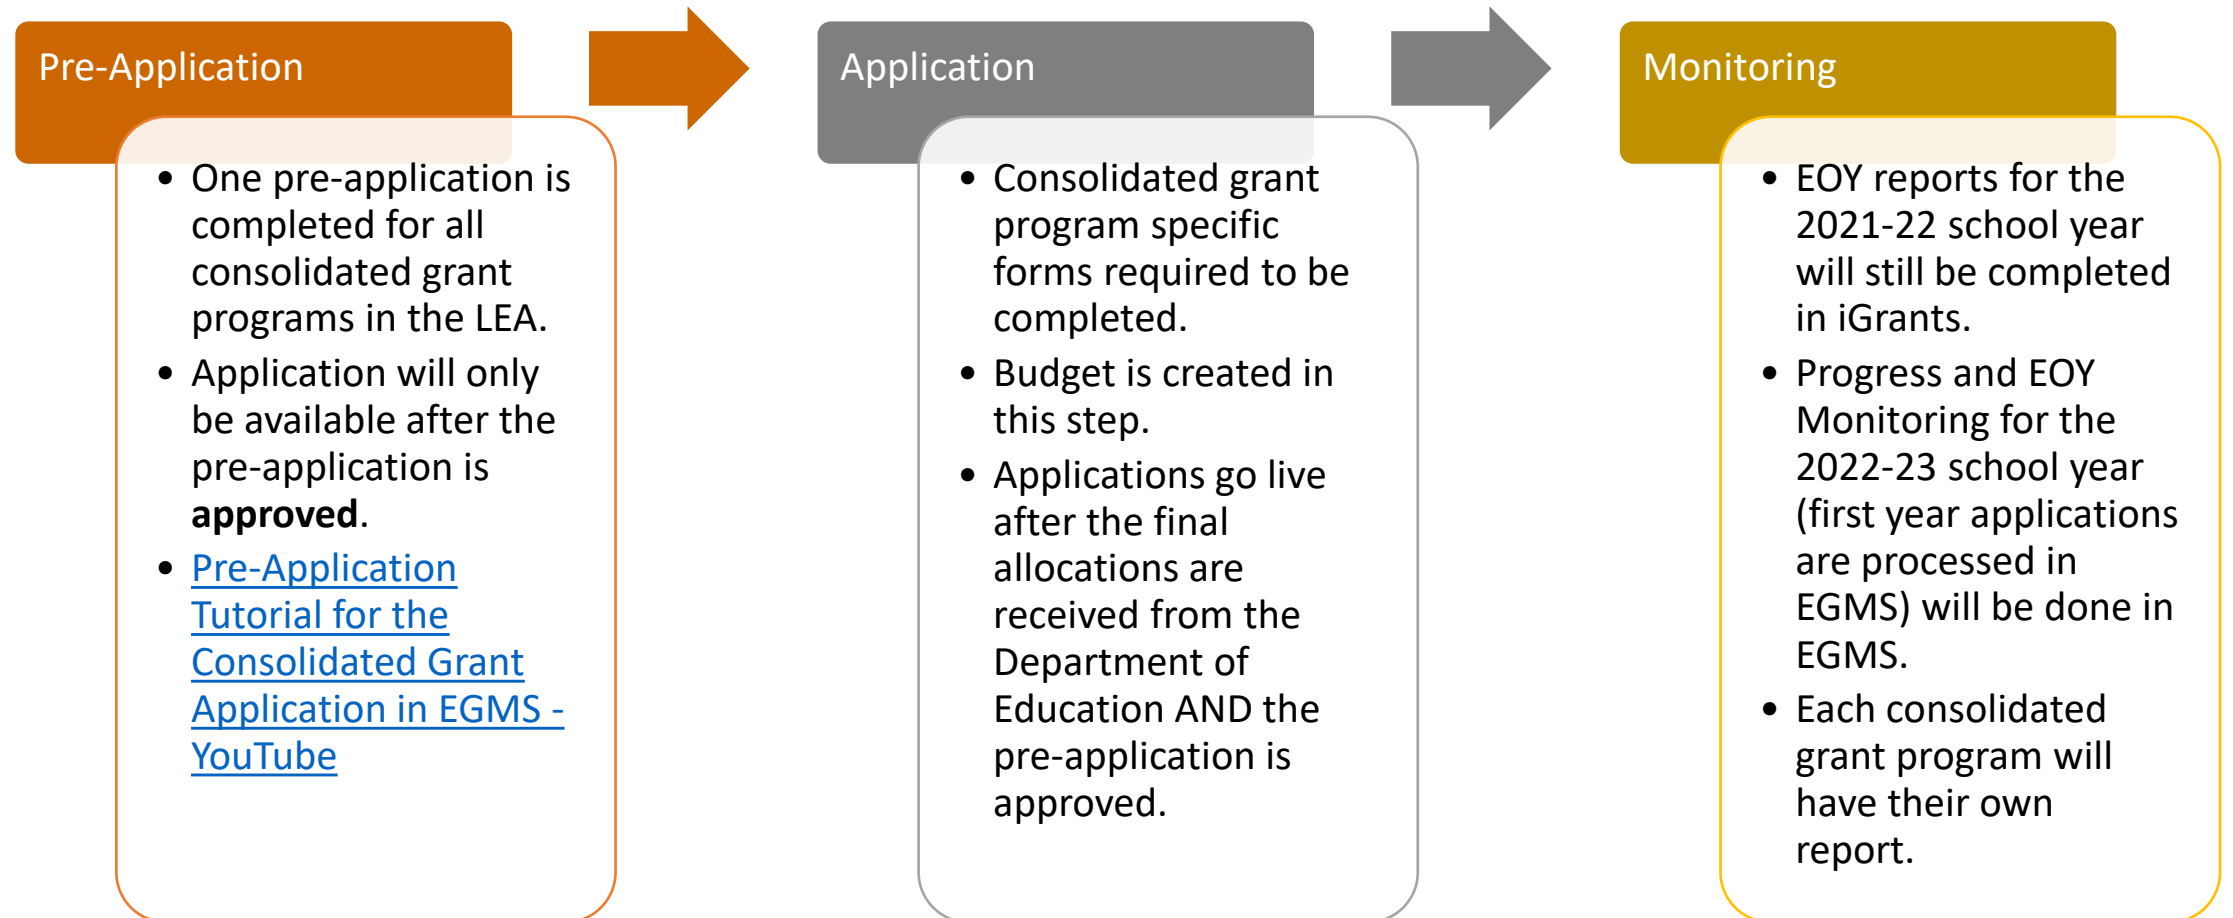 Pre-Application
• One pre-application is
completed for all
consolidated grant
programs in the LEA.
• Application will only
be available after the
pre-application is
approved.
• Pre-Application
Tutorial for the
Consolidated Grant
Application in EGMS -
YouTube
Application
• Consolidated grant
program specific
forms required to be
completed.
• Budget is created in
this step.
• Applications go live
after the final
allocations are
received from the
Department of
Education AND the
pre-application is
approved.
Monitoring
• EOY reports for the
2021-22 school year
will still be completed
in iGrants.
• Progress and EOY
Monitoring for the
2022-23 school year
(first year applications
are processed in
EGMS) will be done in
EGMS.
• Each consolidated
grant program will
have their own
report.